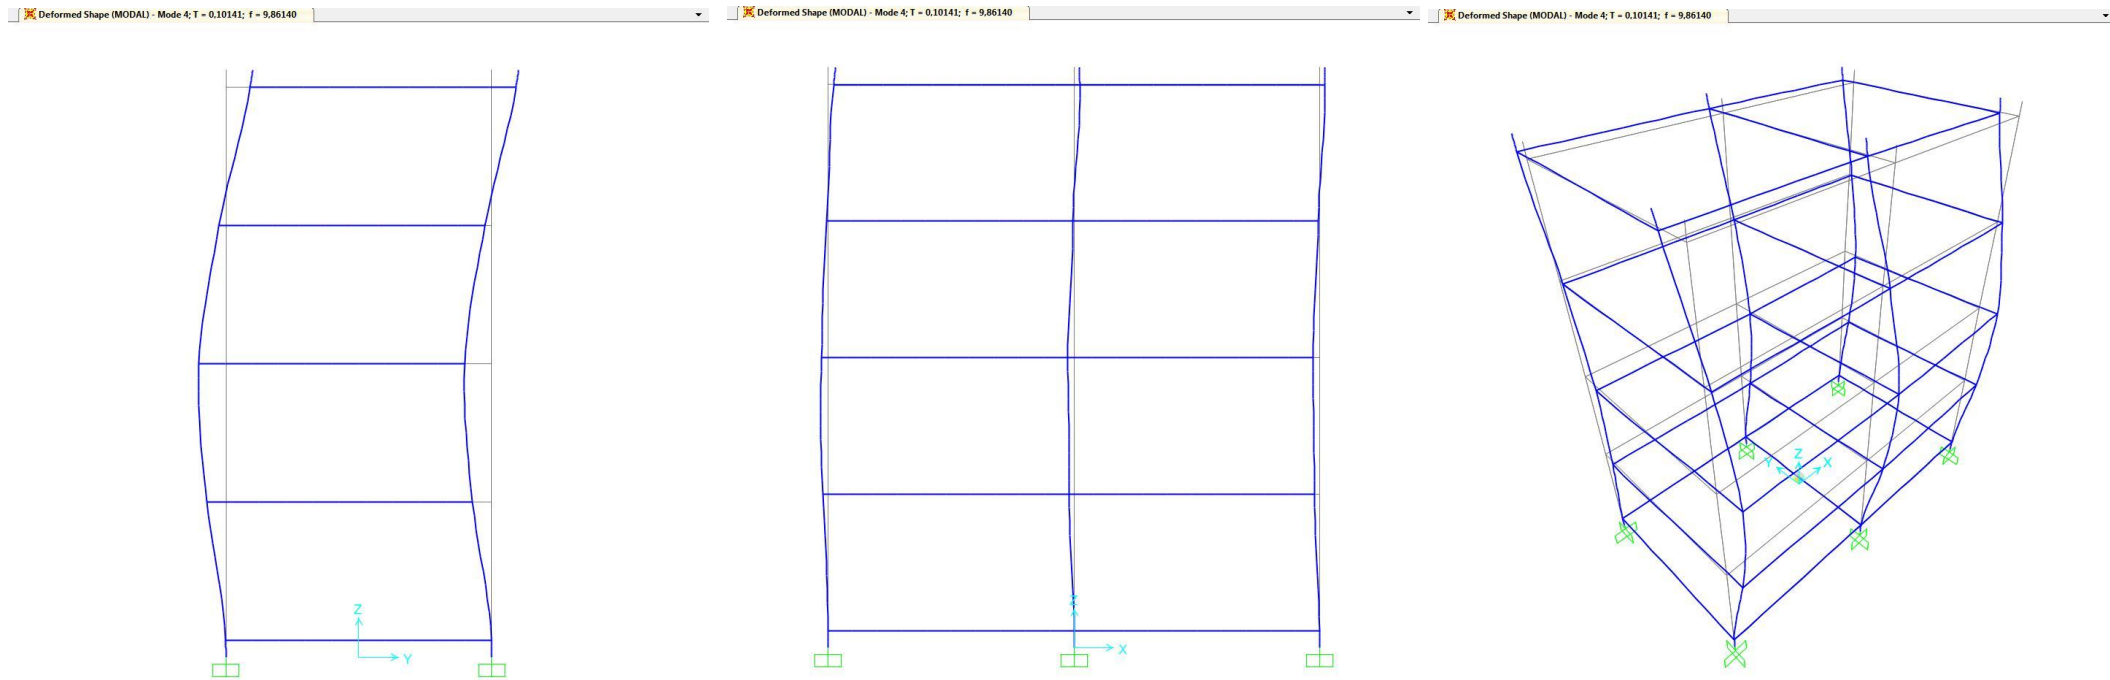 Deformed Shape (MODAL) - Mode 4; T = 0,10141; f = 9,86140
Deformed Shape (MODAL) - Mode 4; T = 0,10141; f = 9,86140
Deformed Shape (MODAL) - Mode 4; T = 0,10141; f = 9,86140
Z
Y
Z
X
Z
Y
X